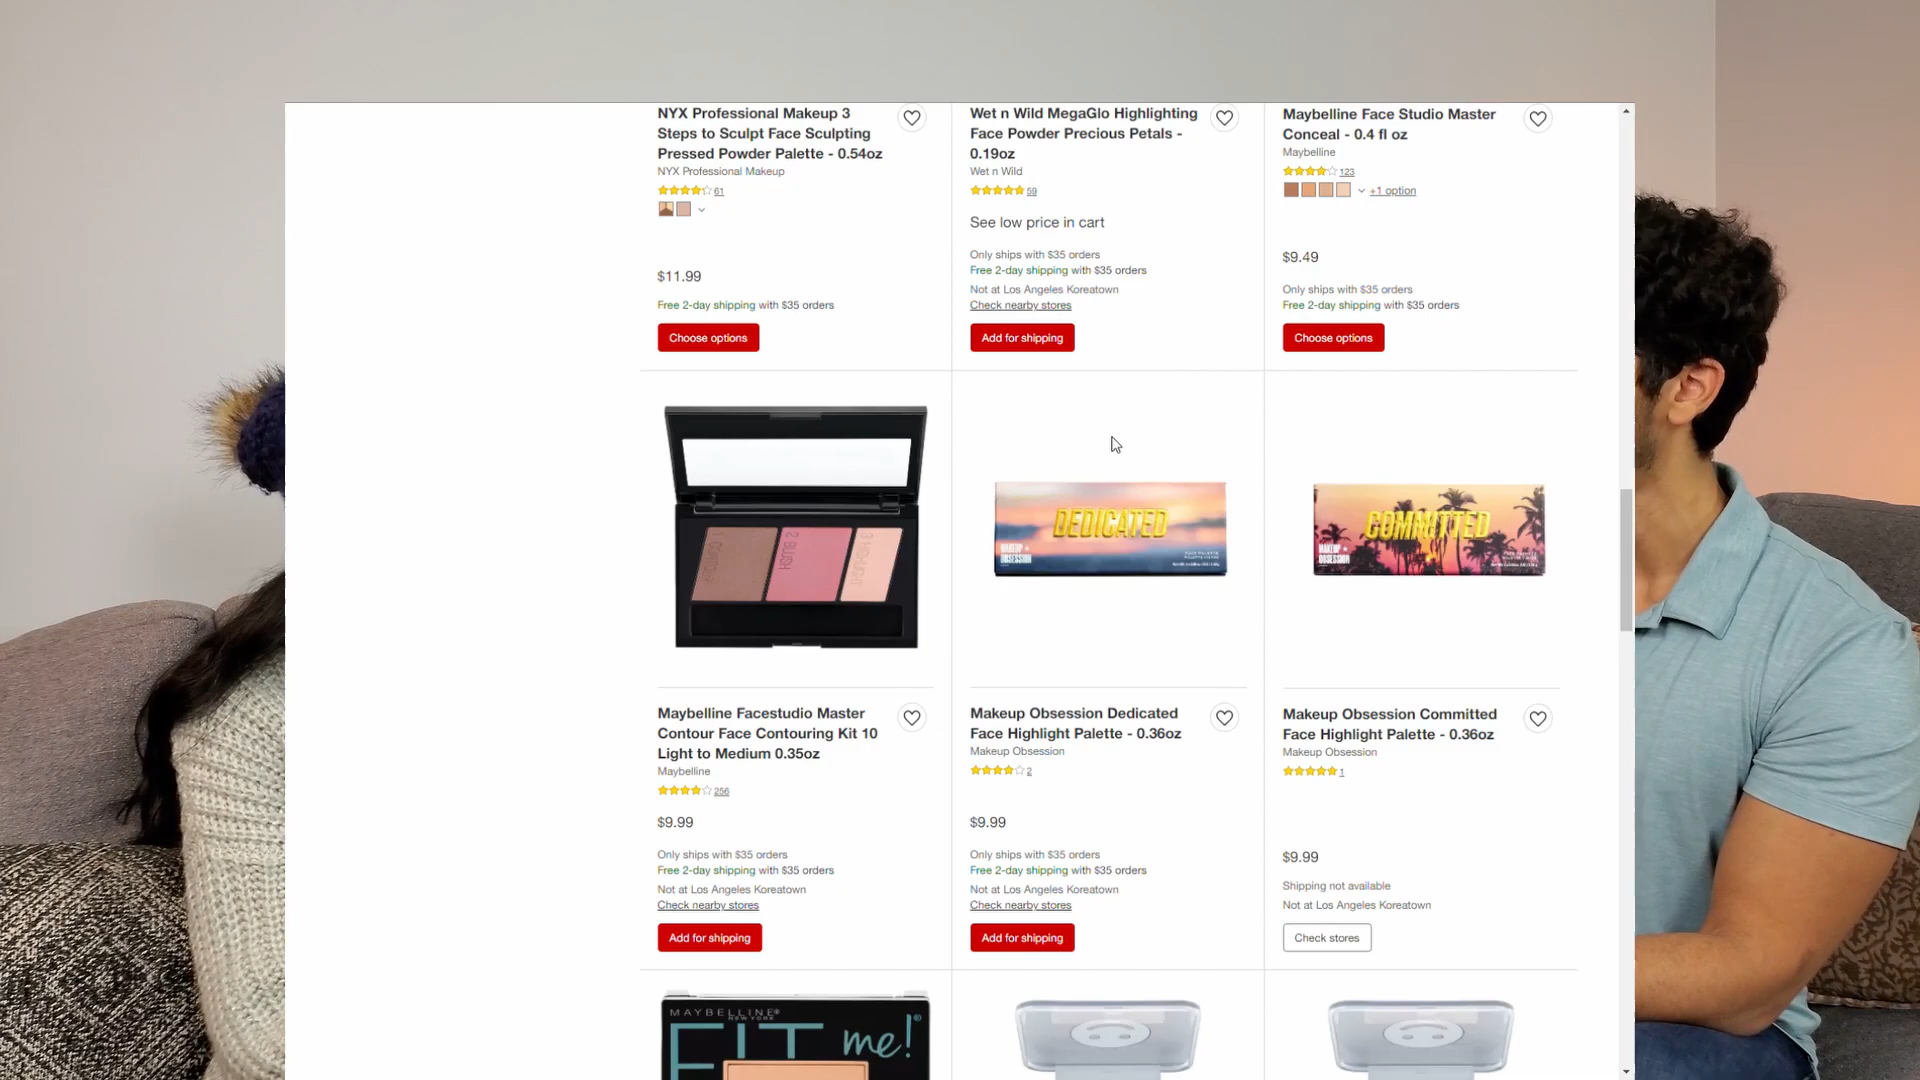 NYX Professional Makeup 3
Steps to Sculpt Face Sculpting
Pressed Powder Palette - 0.54oz
NYX Professional Makeup
61
$11.99
Free 2-day shipping with $35 orders
Choose options
Wet n Wild MegaGlo Highlighting
Face Powder Precious Petals -
0.19oz
Wet n Wild
59
See low price in cart
Only ships with $35 orders
Free 2-day shipping with $35 orders
Not at Los Angeles Koreatown
Check nearby stores
Add for shipping
Maybelline Face Studio Master
Conceal - 0.4 fl oz
Maybelline
123
+1 option
$9.49
Only ships with $35 orders
Free 2-day shipping with $35 orders
Choose options
2 BLUSH
DEDICATED
MAKEUP
OBSESSION
COMMITTED
MAKEUP
OBSESSION
Maybelline Facestudio Master
Contour Face Contouring Kit 10
Light to Medium 0.35oz
Maybelline
256
$9.99
Only ships with $35 orders
Free 2-day shipping with $35 orders
Not at Los Angeles Koreatown
Check nearby stores
Add for shipping
Makeup Obsession Dedicated
Face Highlight Palette - 0.36oz
Makeup Obsession
2
$9.99
Only ships with $35 orders
Free 2-day shipping with $35 orders
Not at Los Angeles Koreatown
Check nearby stores
Add for shipping
Makeup Obsession Committed
Face Highlight Palette - 0.36oz
Makeup Obsession
1
$9.99
Shipping not available
Not at Los Angeles Koreatown
Check stores
MAYBELLINE®
NEW YORK
FIT me!®